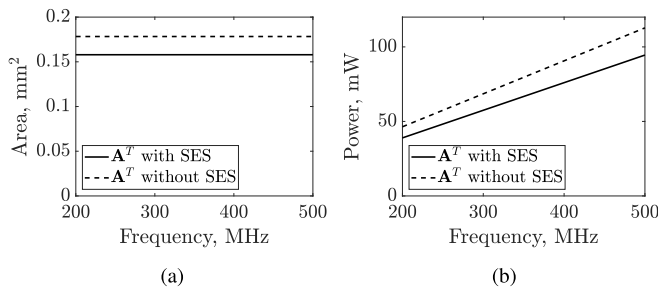 0.2
0.15
0.1
0.05
0
Area, mm²
A^T with SES
A^T without SES
200 300 400 500
Frequency, MHz
(a)
100
50
0
Power, mW
A^T with SES
A^T without SES
200 300 400 500
Frequency, MHz
(b)